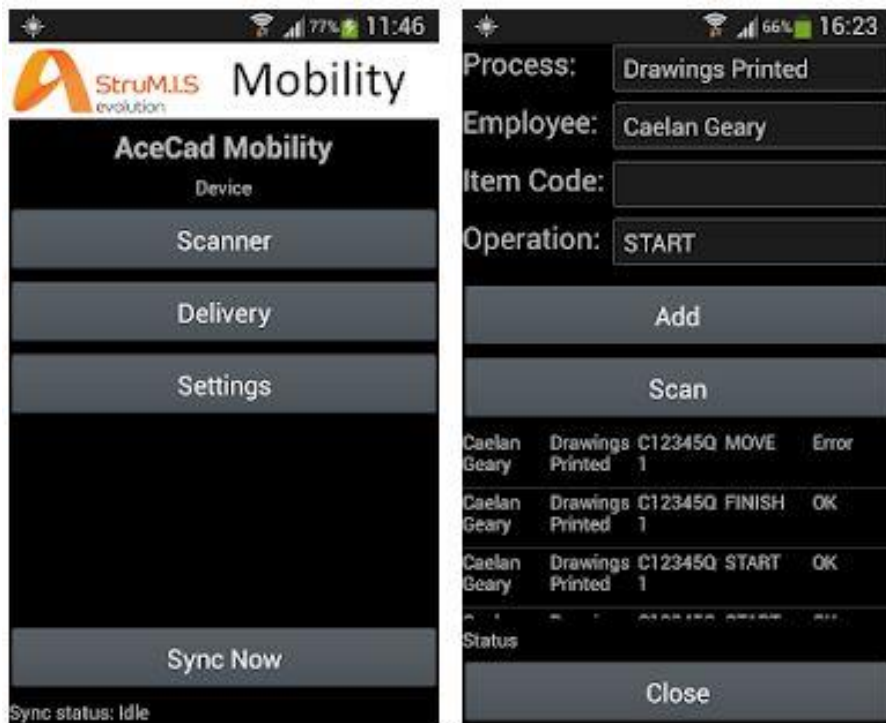 77% 11:46
StruM.I.S Mobility
evolution
AceCad Mobility
Device
Scanner
Delivery
Settings
Sync Now
Sync status: Idle
66% 16:23
Process: Drawings Printed
Employee: Caelan Geary
Item Code:
Operation: START
Add
Scan
Caelan Drawings C12345Q MOVE Error
Geary Printed 1
Caelan Drawings C12345Q FINISH OK
Geary Printed 1
Caelan Drawings C12345Q START OK
Geary Printed 1
Status
Close